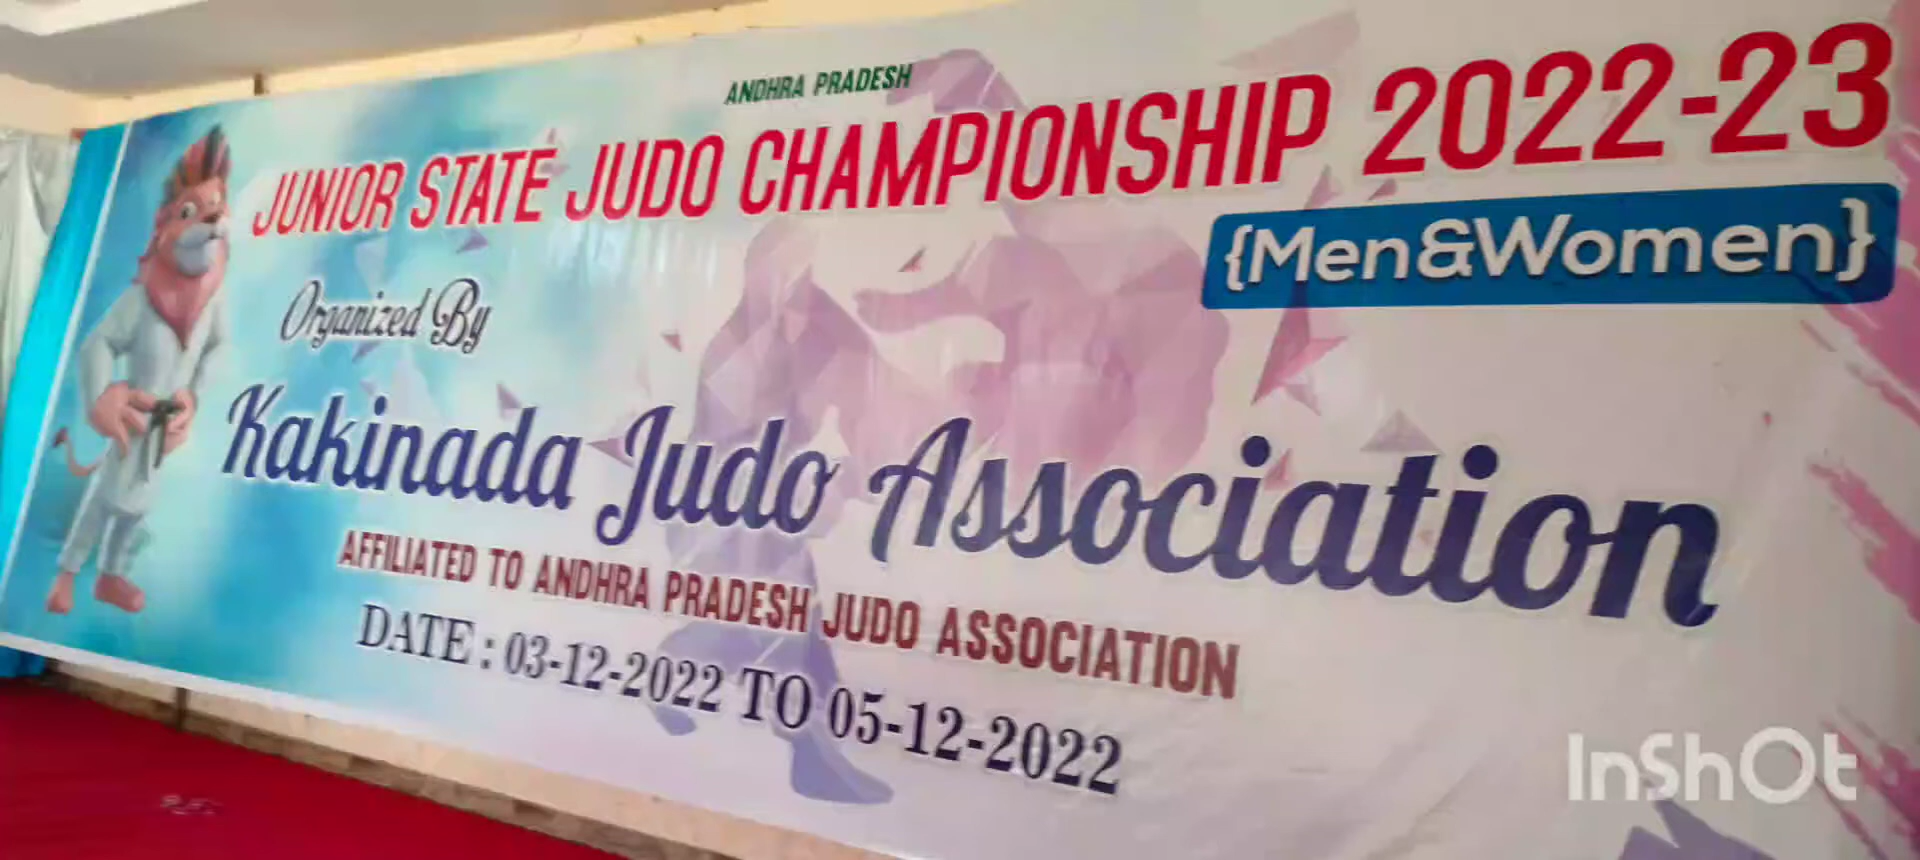 ANDHRA PRADESH
JUNIOR STATE JUDO CHAMPIONSHIP 2022-23
{Men&Women}
Organized By
Kakinada Judo Association
AFFILIATED TO ANDHRA PRADESH JUDO ASSOCIATION
DATE : 03-12-2022 TO 05-12-2022
InShOt